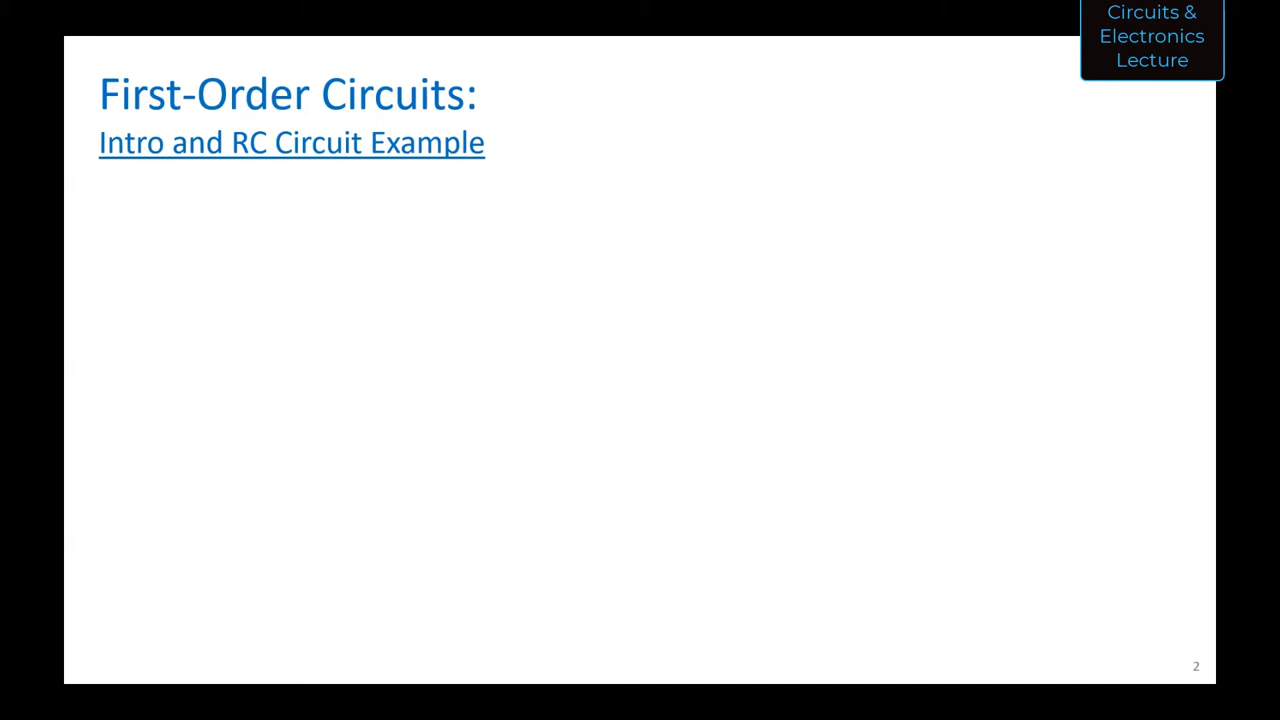 Circuits &
Electronics
Lecture
First-Order Circuits:
Intro and RC Circuit Example
2